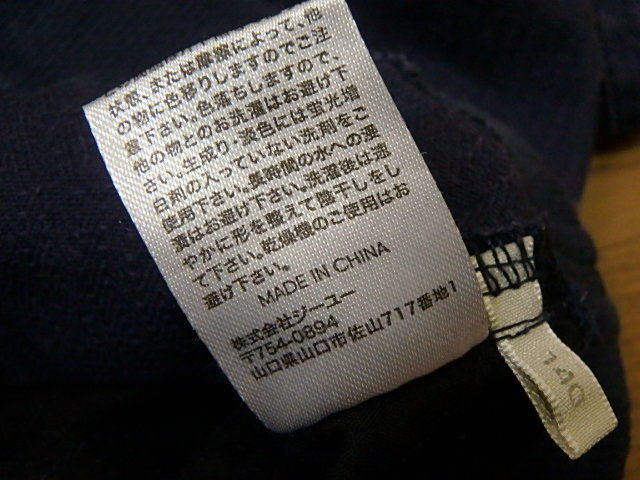 状態、または摩擦によって、他
の物に色移りしますのでご注
意下さい。色落ちしますので、
他の物とのお洗濯はお避け下
さい。生成り・淡色には蛍光増
白剤の入っていない洗剤をご
使用下さい。長時間の水への浸
漬はお避け下さい。洗濯後は速
やかに形を整えて陰干しをし
て下さい。乾燥機のご使用はお
避け下さい。
MADE IN CHINA
株式会社ジーユー
〒754-0894
山口県山口市佐山717番地1